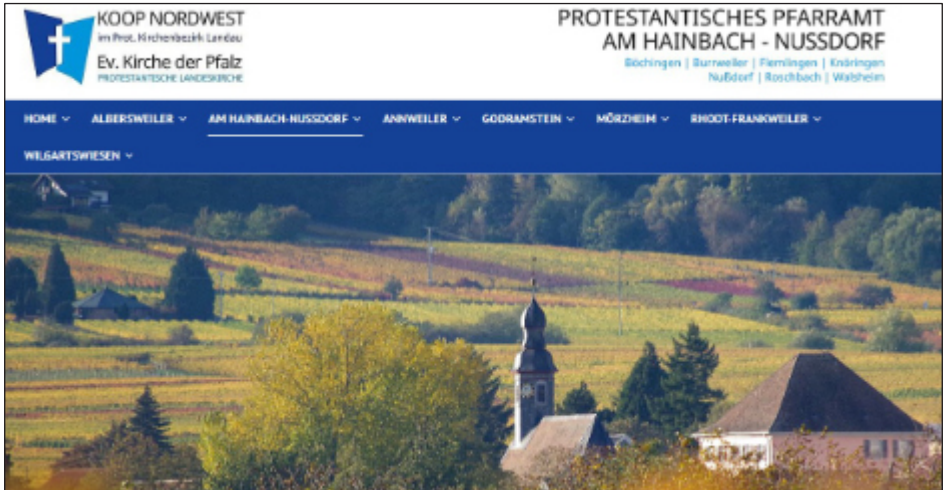 KOOP NORDWEST
im Prot. Kirchenbezirk Landau
Ev. Kirche der Pfalz
PROTESTANTISCHE LANDESKIRCHE
PROTESTANTISCHES PFARRAMT
AM HAINBACH - NUSSDORF
Böchingen | Burrweiler | Flemlingen | Knöringen
Nußdorf | Roschbach | Walsheim
HOME ALBERSWEILER AM HAINBACH-NUSSDORF ANNWEILER GODRAMSTEIN MÖRZHEIM RHODT-FRANKWEILER
WILGARTSWIESEN